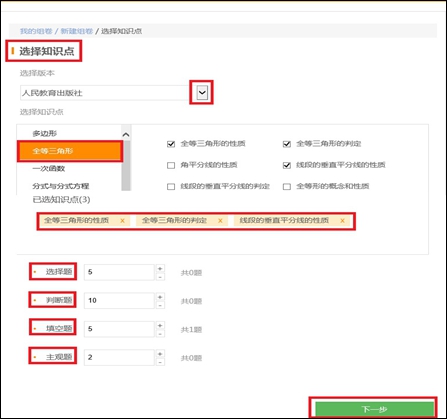 我的组卷 / 新建组卷 / 选择知识点
选择知识点
选择版本
人民教育出版社
选择知识点
多边形
全等三角形
一次函数
分式与分式方程
全等三角形的性质 全等三角形的判定
角平分线的性质 线段的垂直平分线的性质
线段的垂直平分线的判定 全等形的概念和性质
已选知识点(3)
全等三角形的性质 x 全等三角形的判定 x 线段的垂直平分线的性质 x
选择题 5 共0题
判断题 10 共0题
填空题 5 共1题
主观题 2 共0题
下一步